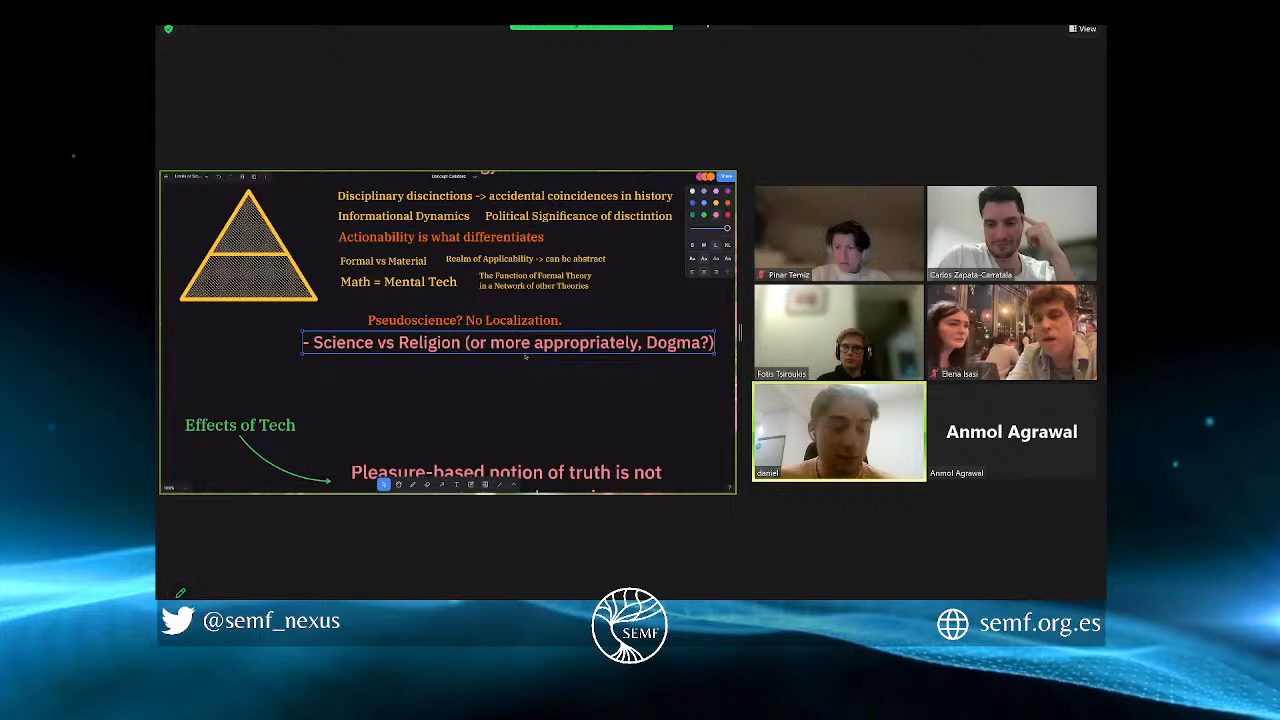 View
Concept Collidere
Share
Disciplinary discinctions -> accidental coincidences in history
Informational Dynamics
Political Significance of disctintion
Actionability is what differentiates
Formal vs Material
Realm of Applicability -> can be abstract
Math = Mental Tech
The Function of Formal Theory
in a Network of other Theories
Pseudoscience? No Localization.
- Science vs Religion (or more appropriately, Dogma?)
Effects of Tech
Pleasure-based notion of truth is not
S M L XL
Pinar Temiz
Carlos Zapata-Carratala
Fotis Tsiroukis
Elena Isasi
daniel
Anmol Agrawal
Anmol Agrawal
@semf_nexus
SEMF
semf.org.es